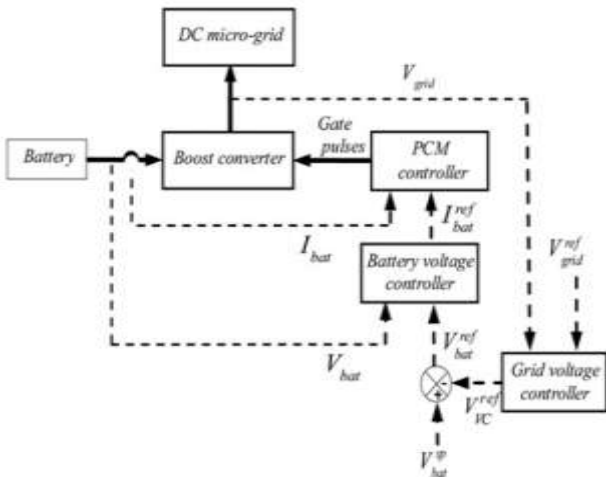 DC micro-grid
V_grid
Gate
pulses
Battery
Boost converter
PCM
controller
I_bat^ref
I_bat
Battery voltage
controller
V_grid^ref
V_bat^ref
V_bat
-
+
V_VC^ref
Grid voltage
controller
V_bat^sp